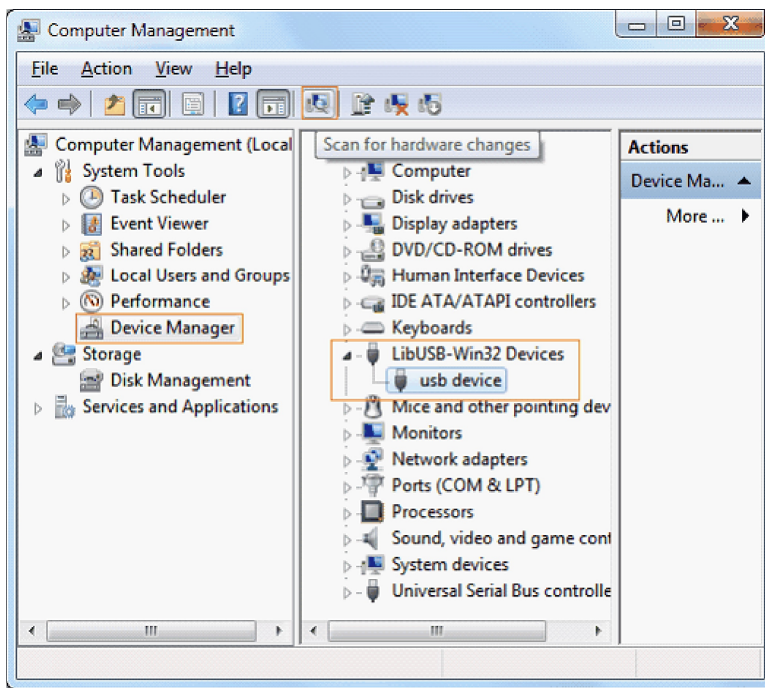 Computer Management
File Action View Help
Scan for hardware changes
Computer Management (Local
System Tools
Task Scheduler
Event Viewer
Shared Folders
Local Users and Groups
Performance
Device Manager
Storage
Disk Management
Services and Applications
Computer
Disk drives
Display adapters
DVD/CD-ROM drives
Human Interface Devices
IDE ATA/ATAPI controllers
Keyboards
LibUSB-Win32 Devices
usb device
Mice and other pointing dev
Monitors
Network adapters
Ports (COM & LPT)
Processors
Sound, video and game cont
System devices
Universal Serial Bus controlle
Actions
Device Ma...
More ...